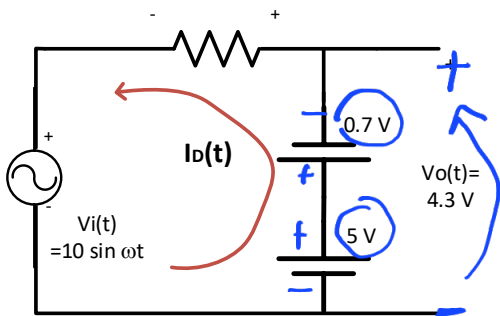 - +
+
- 0.7 V
+
+
ID(t)
Vo(t)=
4.3 V
+ 5 V
Vi(t)
=10 sin ωt
-
-
-